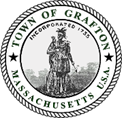 TOWN OF GRAFTON
INCORPORATED 1735
MASSACHUSETTS U.S.A.